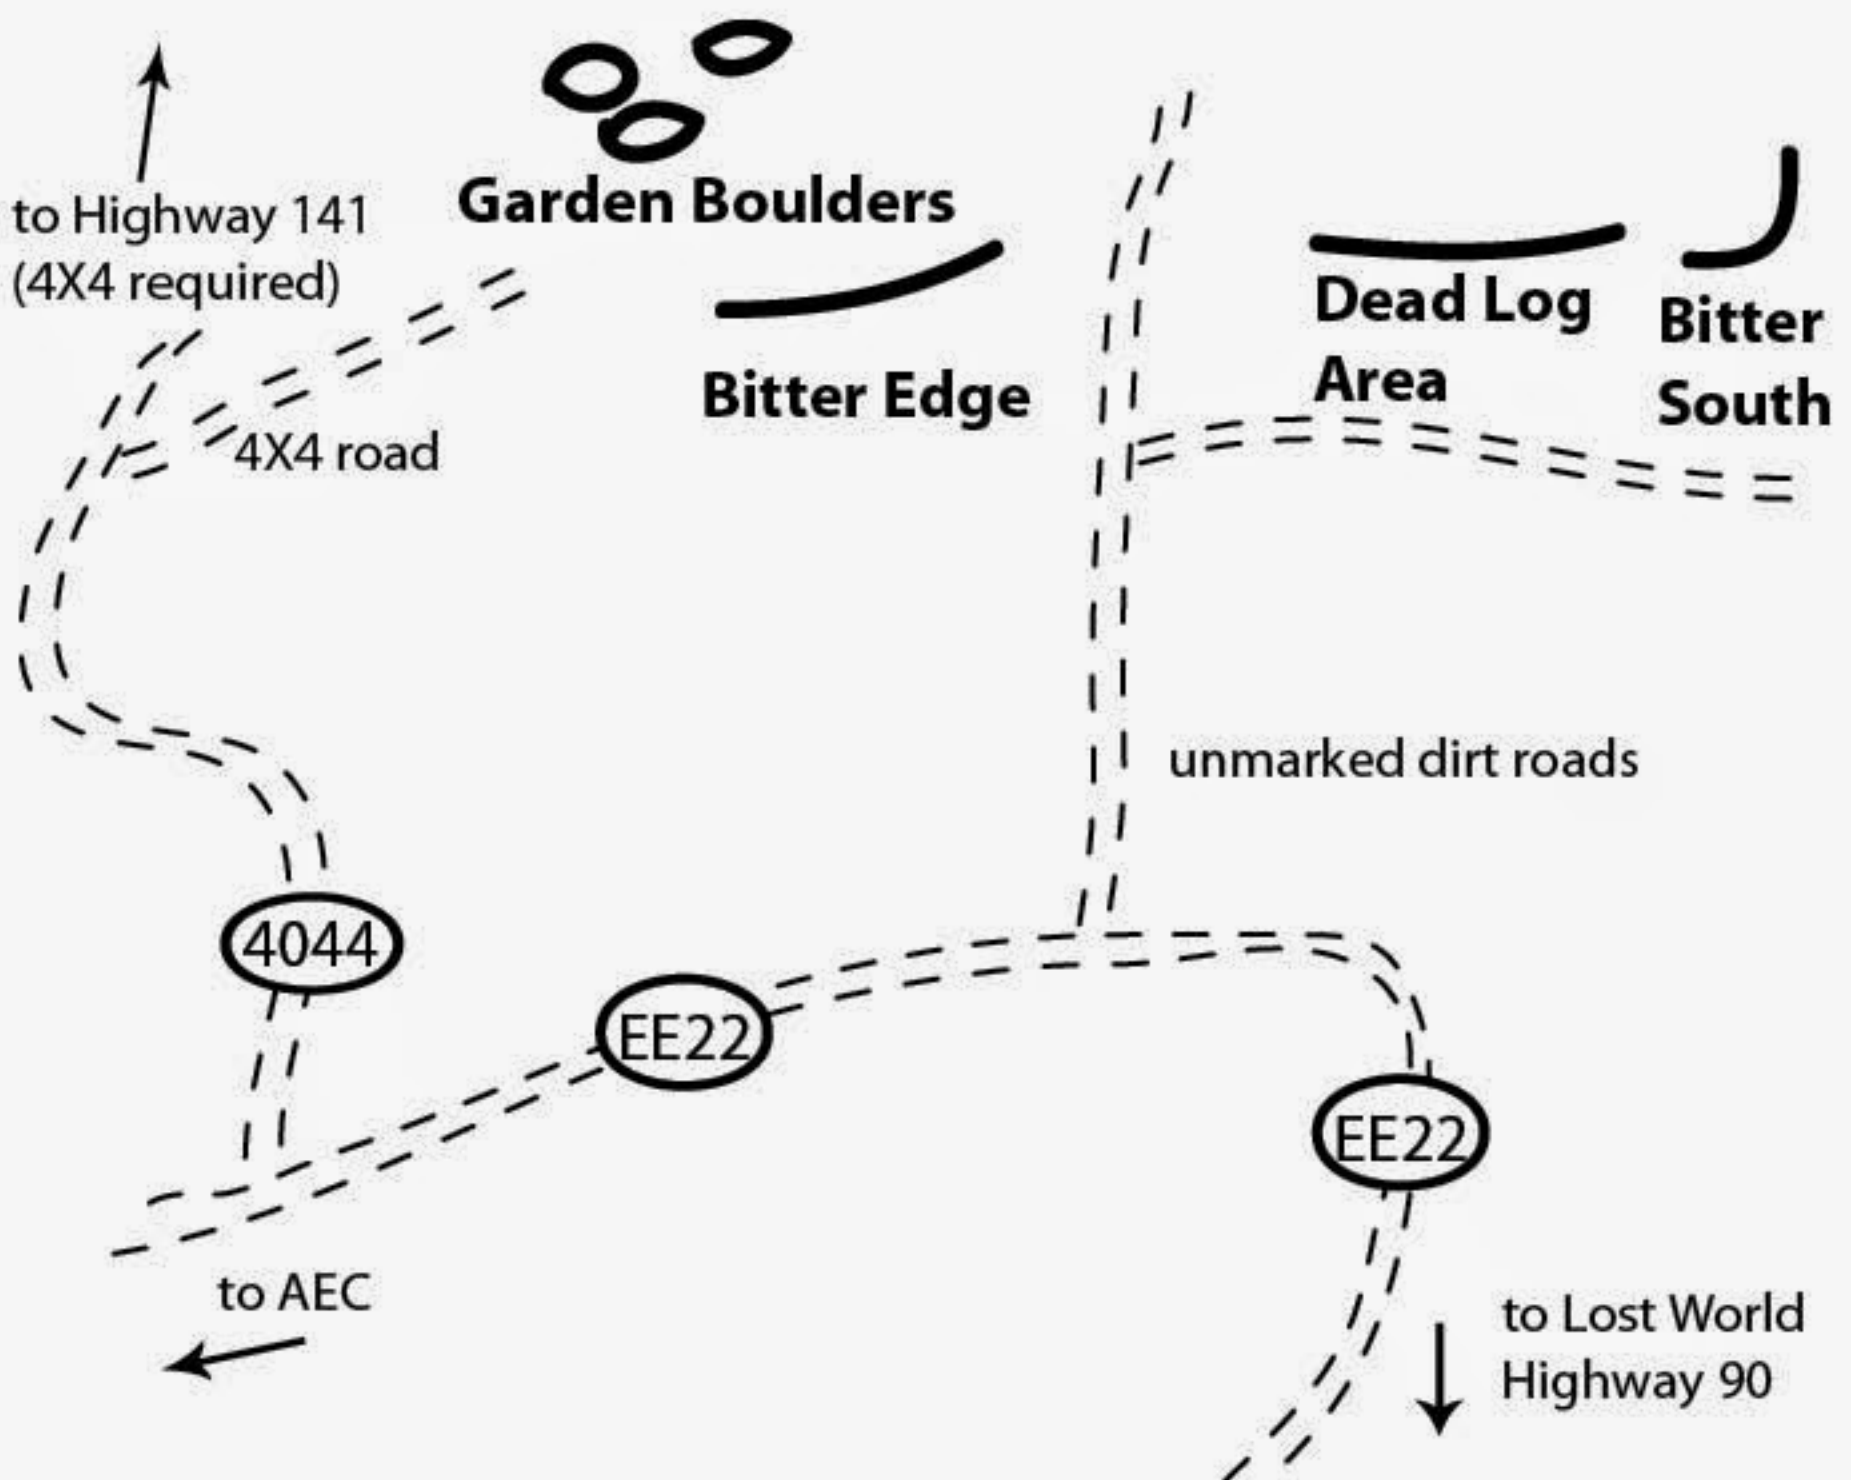 to Highway 141
(4X4 required)
Garden Boulders
Bitter Edge
4X4 road
Dead Log
Area
Bitter
South
unmarked dirt roads
4044
EE22
EE22
to AEC
to Lost World
Highway 90